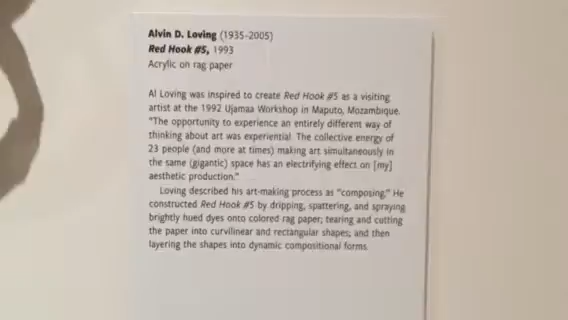 Alvin D. Loving (1935-2005)
Red Hook #5, 1993
Acrylic on rag paper
Al Loving was inspired to create Red Hook #5 as a visiting
artist at the 1992 Ujamaa Workshop in Maputo, Mozambique.
"The opportunity to experience an entirely different way of
thinking about art was experiential. The collective energy of
23 people (and more at times) making art simultaneously in
the same (gigantic) space has an electrifying effect on [my]
aesthetic production."
Loving described his art-making process as "composing." He
constructed Red Hook #5 by dripping, spattering, and spraying
brightly hued dyes onto colored rag paper; tearing and cutting
the paper into curvilinear and rectangular shapes; and then
layering the shapes into dynamic compositional forms.